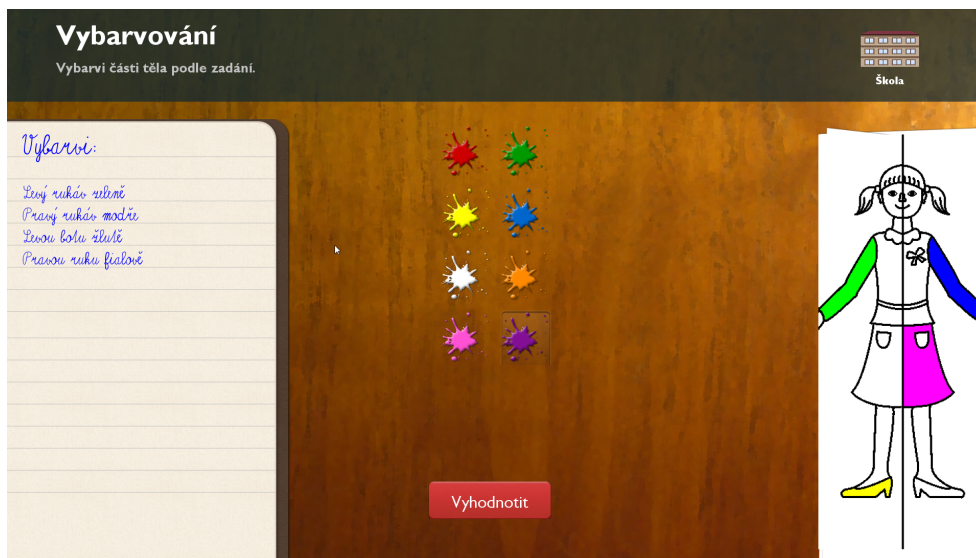 Vybarvování
Vybarvi části těla podle zadání.
Škola
Vybarvi:
Levý rukáv zeleně
Pravý rukáv modře
Levou botu žlutě
Pravou ruku fialově
Vyhodnotit